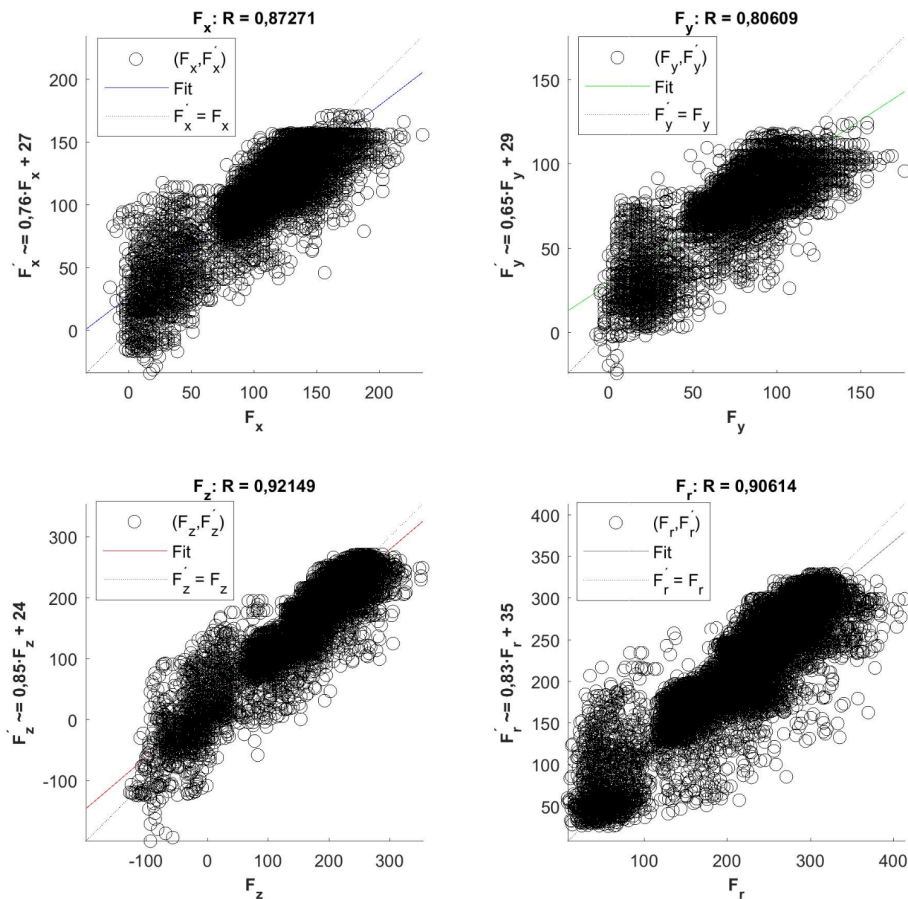 F_x: R = 0,87271
(F_x,F_x´)
Fit
F_x´ = F_x
F_x´ ~= 0,76·F_x + 27
200
150
100
50
0
0 50 100 150 200
F_x
F_y: R = 0,80609
(F_y,F_y´)
Fit
F_y´ = F_y
F_y´ ~= 0,65·F_y + 29
150
100
50
0
0 50 100 150
F_y
F_z: R = 0,92149
(F_z,F_z´)
Fit
F_z´ = F_z
F_z´ ~= 0,85·F_z + 24
300
200
100
0
-100
-100 0 100 200 300
F_z
F_r: R = 0,90614
(F_r,F_r´)
Fit
F_r´ = F_r
F_r´ ~= 0,83·F_r + 35
400
350
300
250
200
150
100
50
100 200 300 400
F_r